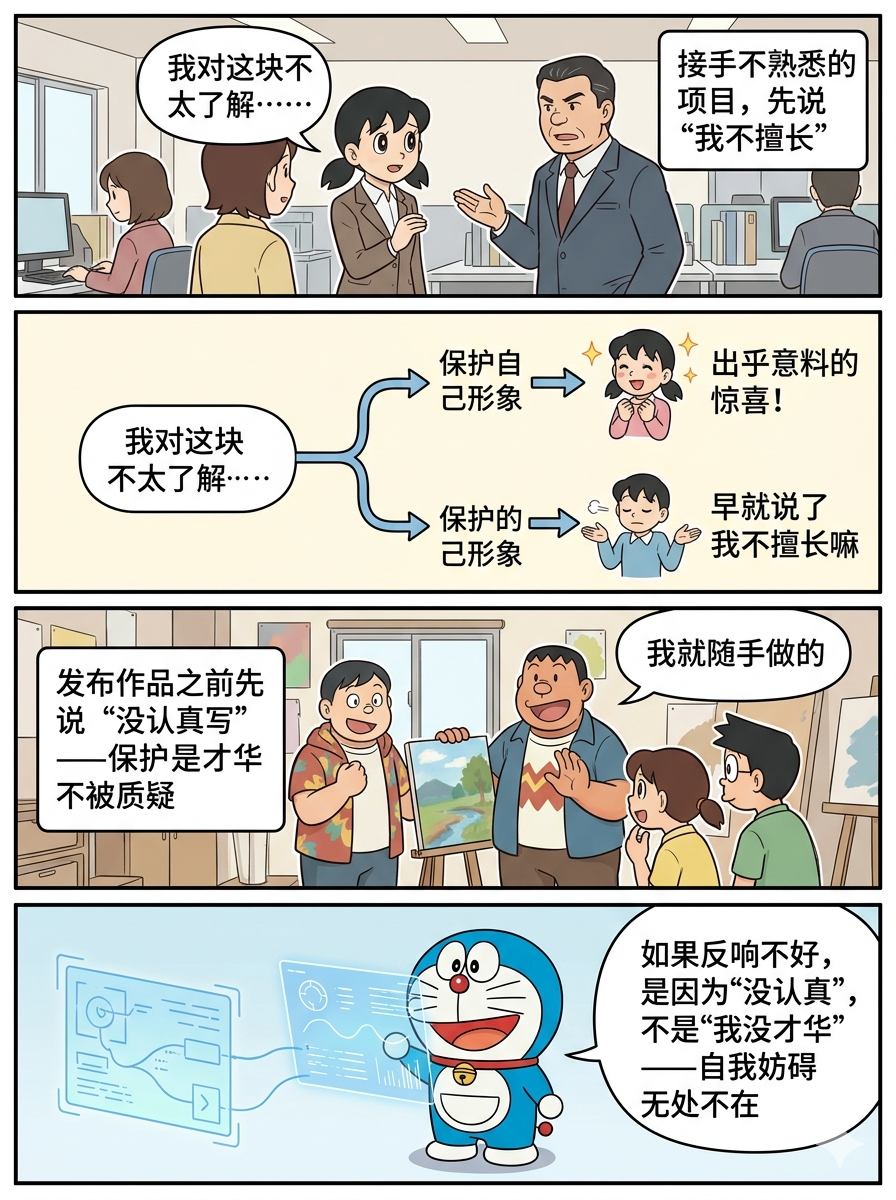 我对这块不
太了解……
接手不熟悉的
项目，先说
“我不擅长”
我对这块
不太了解·····
保护自
己形象
出乎意料的
惊喜！
保护的
己形象
早就说了
我不擅长嘛
发布作品之前先
说“没认真写”
——保护是才华
不被质疑
我就随手做的
如果反响不好，
是因为“没认真”，
不是“我没才华”
——自我妨碍
无处不在